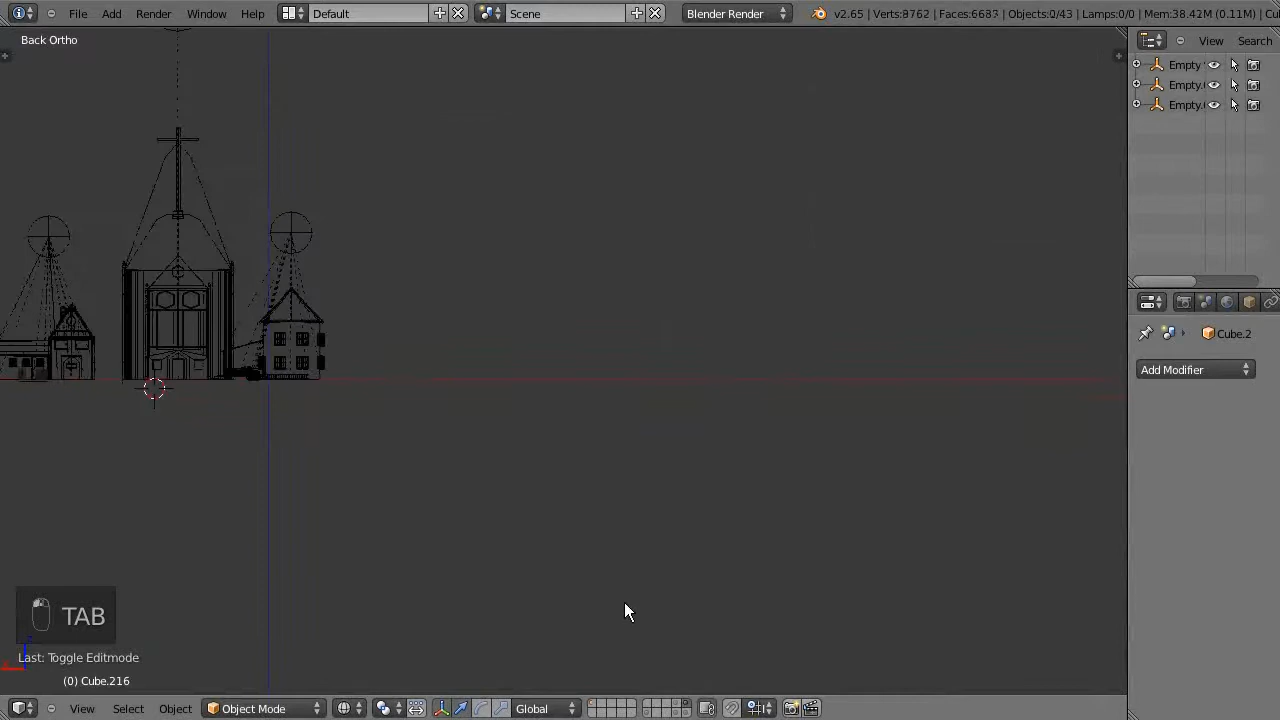 File Add Render Window Help Default Scene Blender Render v2.65 | Verts:8762 | Faces:6687 | Objects:0/43 | Lamps:0/0 | Mem:38.42M (0.11M) | Cu
Back Ortho
View Search
Empty
Empty.
Empty.
Cube.2
Add Modifier
TAB
Last: Toggle Editmode
(0) Cube.216
View Select Object Object Mode Global